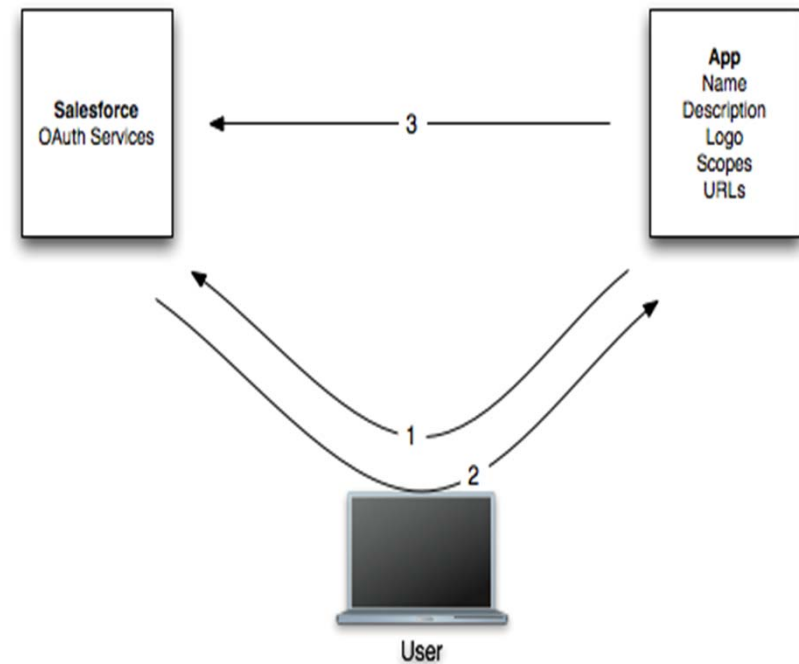 Salesforce
OAuth Services
App
Name
Description
Logo
Scopes
URLs
3
1
2
User